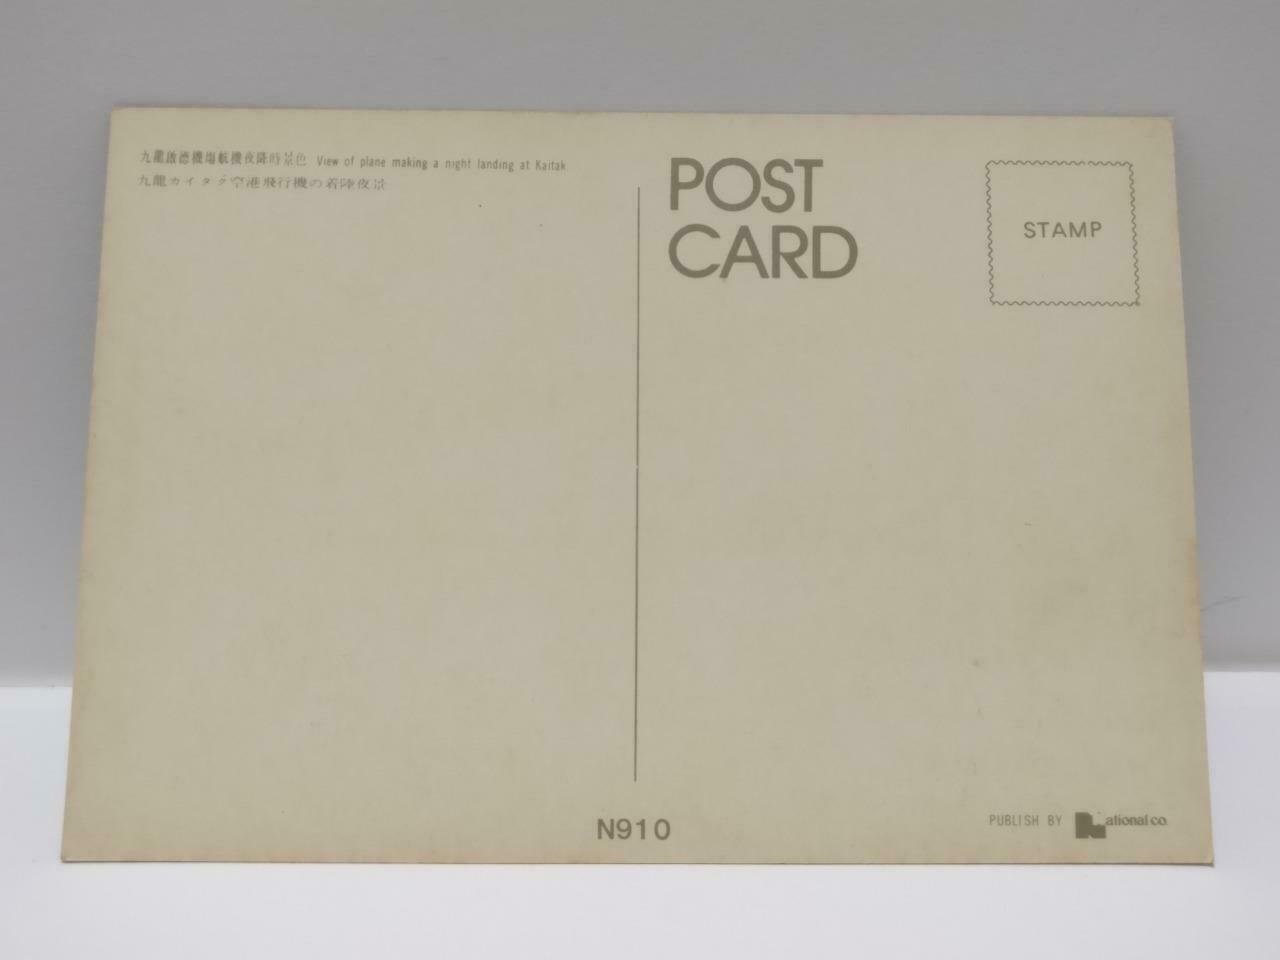 九龍啟德機場航機夜降時景色 View of plane making a night landing at Kaitak
九龍カイタク空港飛行機の着陸夜景
POST
CARD
STAMP
N910
PUBLISH BY National co.